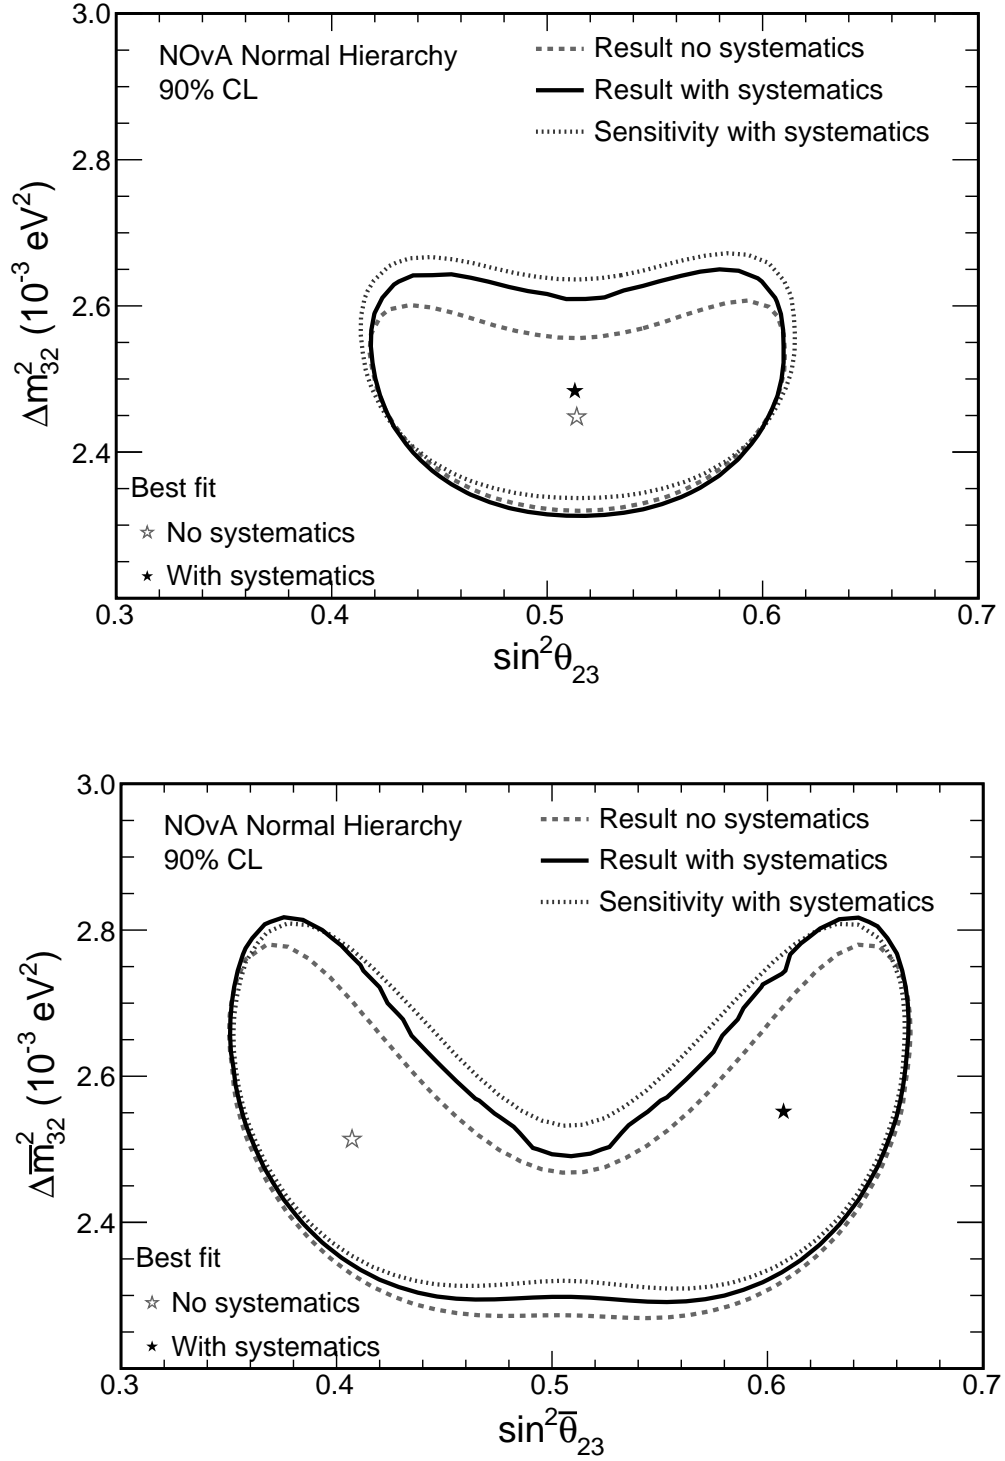 3.0
NOvA Normal Hierarchy
90% CL
Result no systematics
Result with systematics
Sensitivity with systematics
2.8
2.6
2.4
Δm²₃₂ (10⁻³ eV²)
Best fit
No systematics
With systematics
0.3 0.4 0.5 0.6 0.7
sin²θ₂₃
3.0
NOvA Normal Hierarchy
90% CL
Result no systematics
Result with systematics
Sensitivity with systematics
2.8
2.6
2.4
Δm̅²₃₂ (10⁻³ eV²)
Best fit
No systematics
With systematics
0.3 0.4 0.5 0.6 0.7
sin²θ̅₂₃